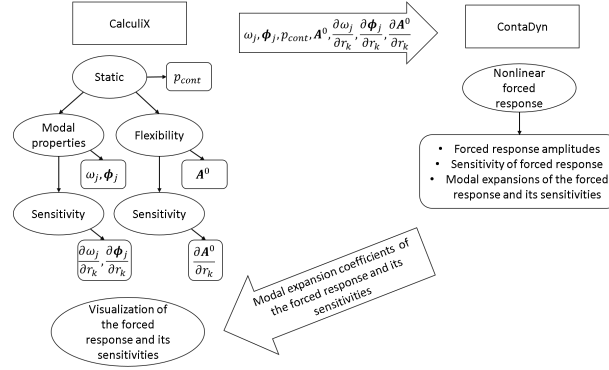 CalculiX
ω_j, ϕ_j, p_cont, A^0, ∂ω_j/∂r_k, ∂ϕ_j/∂r_k, ∂A^0/∂r_k
ContaDyn
Static
p_cont
Nonlinear
forced
response
Modal
properties
Flexibility
ω_j, ϕ_j
A^0
• Forced response amplitudes
• Sensitivity of forced response
• Modal expansions of the forced
response and its sensitivities
Sensitivity
Sensitivity
∂ω_j/∂r_k, ∂ϕ_j/∂r_k
∂A^0/∂r_k
Modal expansion coefficients of
the forced response and its
sensitivities
Visualization of
the forced
response and its
sensitivities